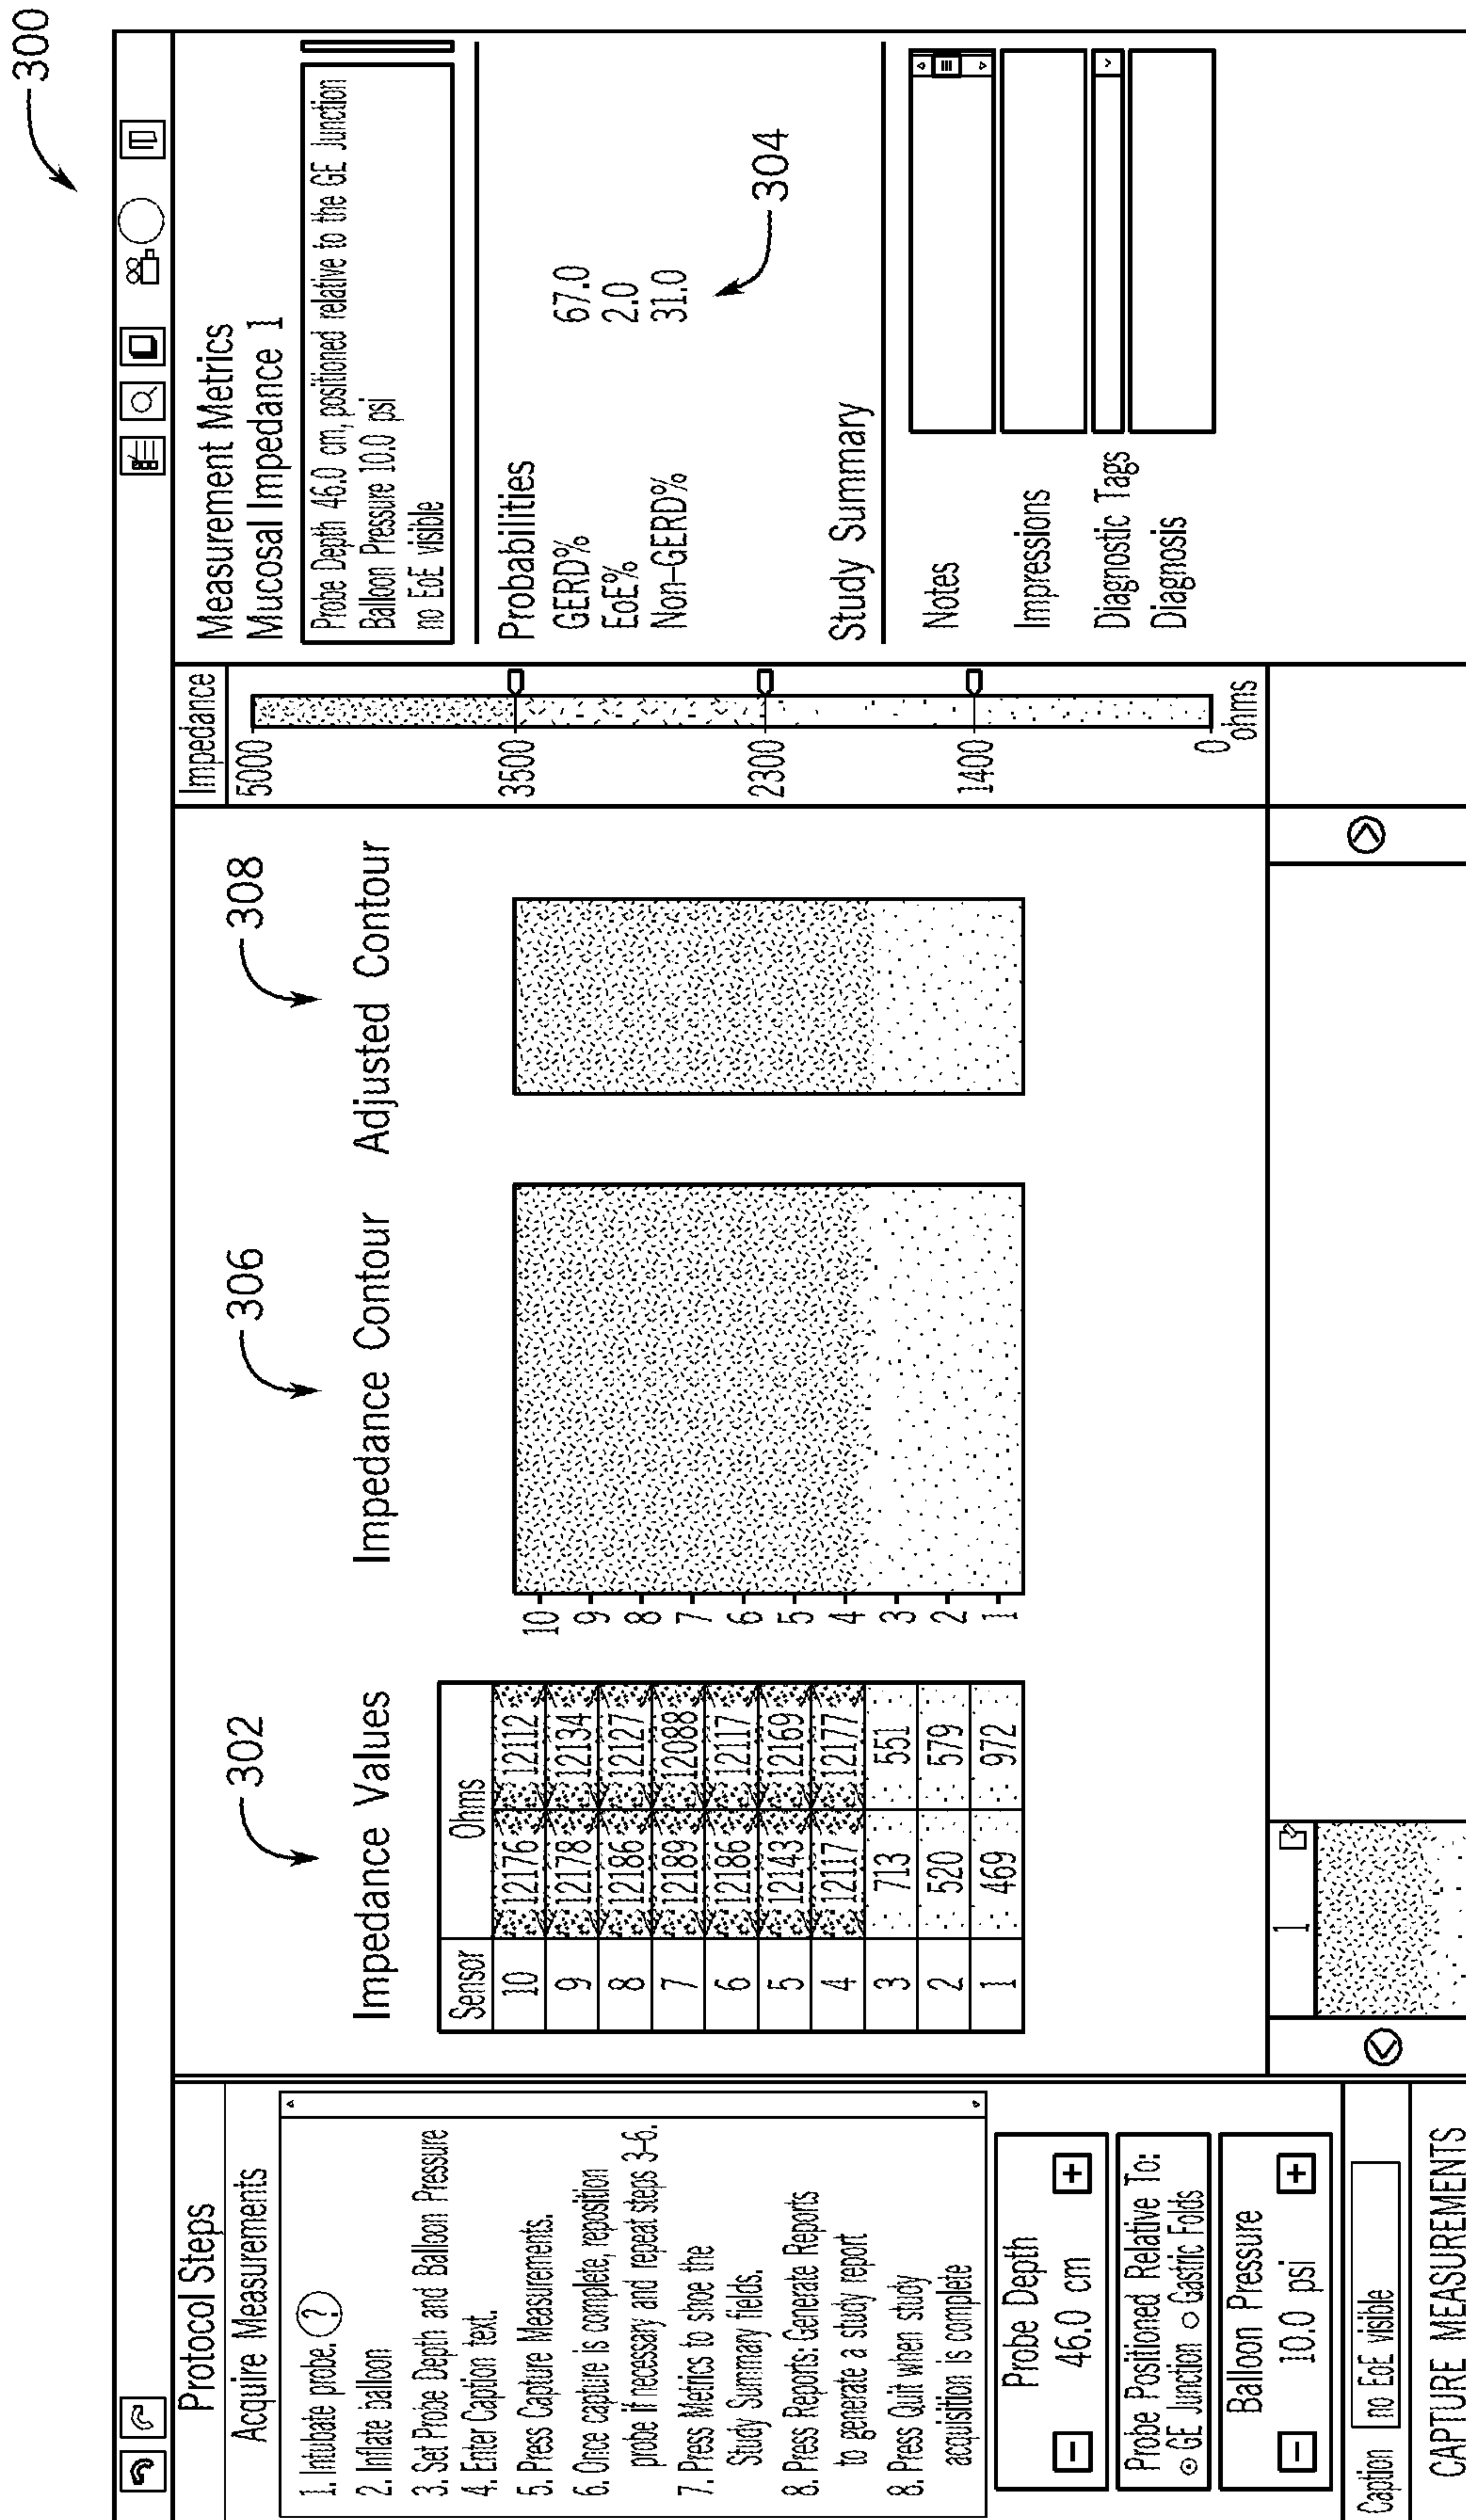 300
Protocol Steps
Acquire Measurements
1. Intubate probe. ?
2. Inflate balloon
3. Set Probe Depth and Balloon Pressure
4. Enter Caption text.
5. Press Capture Measurements.
6. Once capture is complete, reposition
probe if necessary and repeat steps 3-6.
7. Press Metrics to shoe the
Study Summary fields.
8. Press Reports: Generate Reports
to generate a study report
8. Press Quit when study
acquisition is complete
Probe Depth
− 46.0 cm +
Probe Positioned Relative To:
GE Junction Gastric Folds
Balloon Pressure
− 10.0 psi +
Caption no EoE visible
CAPTURE MEASUREMENTS
302
Impedance Values
Sensor Ohms
10 12176 12112
9 12178 12134
8 12186 12127
7 12189 12088
6 12186 12117
5 12143 12169
4 12117 12177
3 713 551
2 520 579
1 469 972
306
Impedance Contour
10
9
8
7
6
5
4
3
2
1
308
Adjusted Contour
1
Impedance
5000
3500
2300
1400
0
ohms
Measurement Metrics
Mucosal Impedance 1
Probe Depth 46.0 cm, positioned relative to the GE Junction
Balloon Pressure 10.0 psi
no EoE visible
Probabilities
GERD% 67.0
EoE% 2.0
Non-GERD% 31.0
304
Study Summary
Notes
Impressions
Diagnostic Tags
Diagnosis